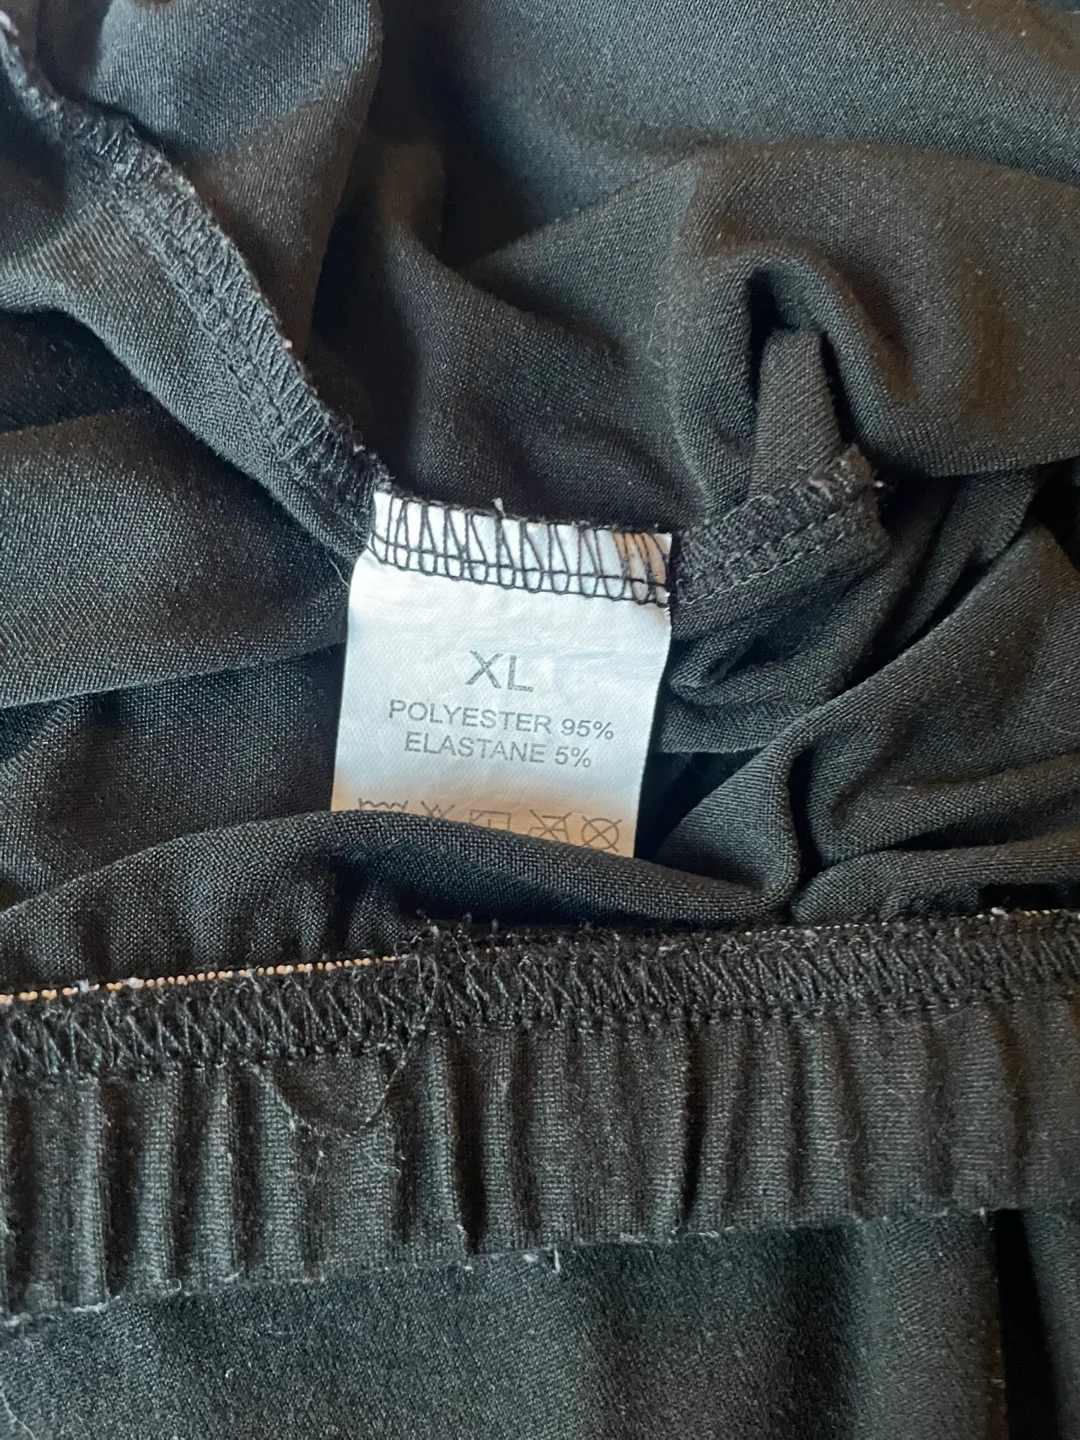 XL
POLYESTER 95%
ELASTANE 5%